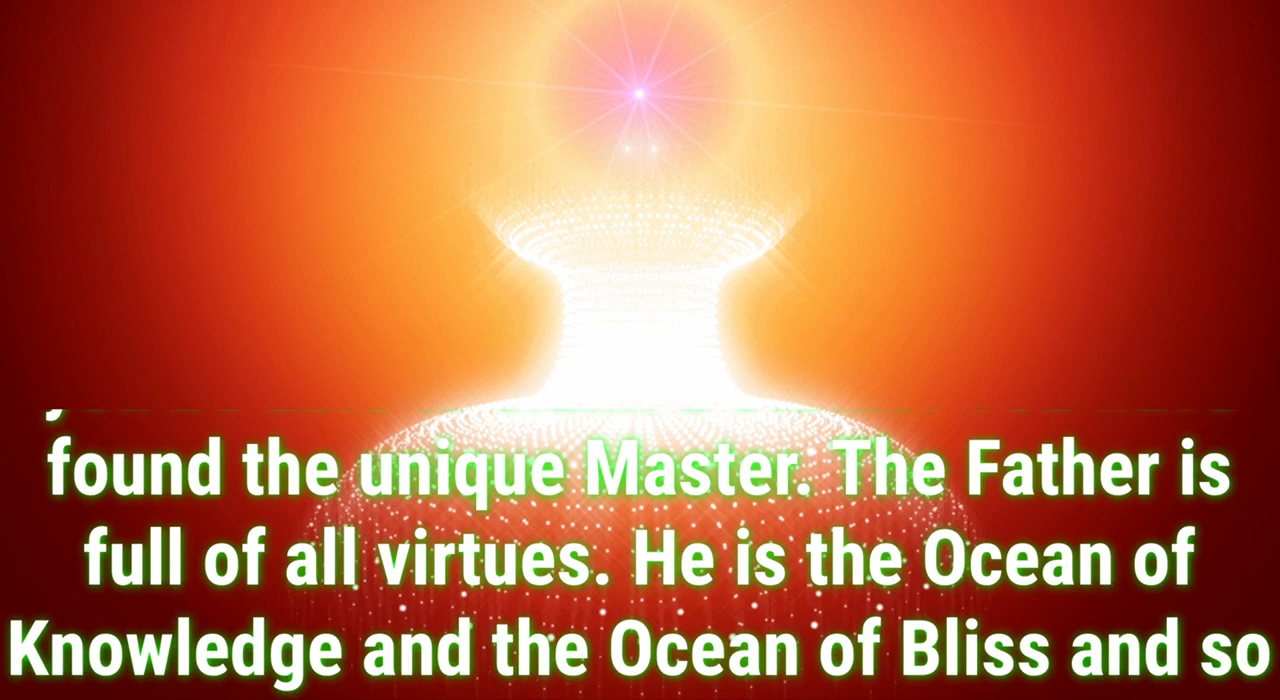 found the unique Master. The Father is
full of all virtues. He is the Ocean of
Knowledge and the Ocean of Bliss and so